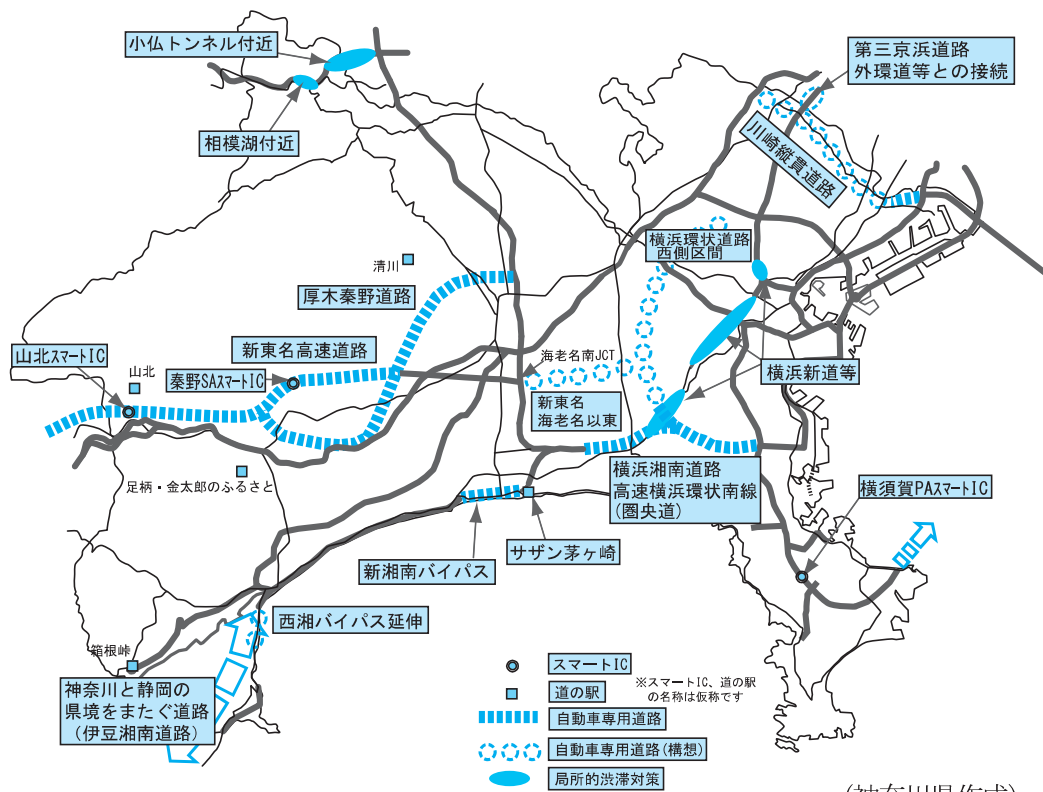 小仏トンネル付近
第三京浜道路
外環道等との接続
相模湖付近
川崎縦貫道路
横浜環状道路
西側区間
清川
厚木秦野道路
新東名高速道路
海老名南JCT
山北スマートIC
山北
秦野SAスマートIC
横浜新道等
新東名
海老名以東
足柄・金太郎のふるさと
横浜湘南道路
高速横浜環状南線
(圏央道)
横須賀PAスマートIC
サザン茅ヶ崎
新湘南バイパス
西湘バイパス延伸
箱根峠
神奈川と静岡の
県境をまたぐ道路
(伊豆湘南道路)
スマートIC
道の駅
※スマートIC、道の駅
の名称は仮称です
自動車専用道路
自動車専用道路(構想)
局所的渋滞対策
(神奈川県作成)